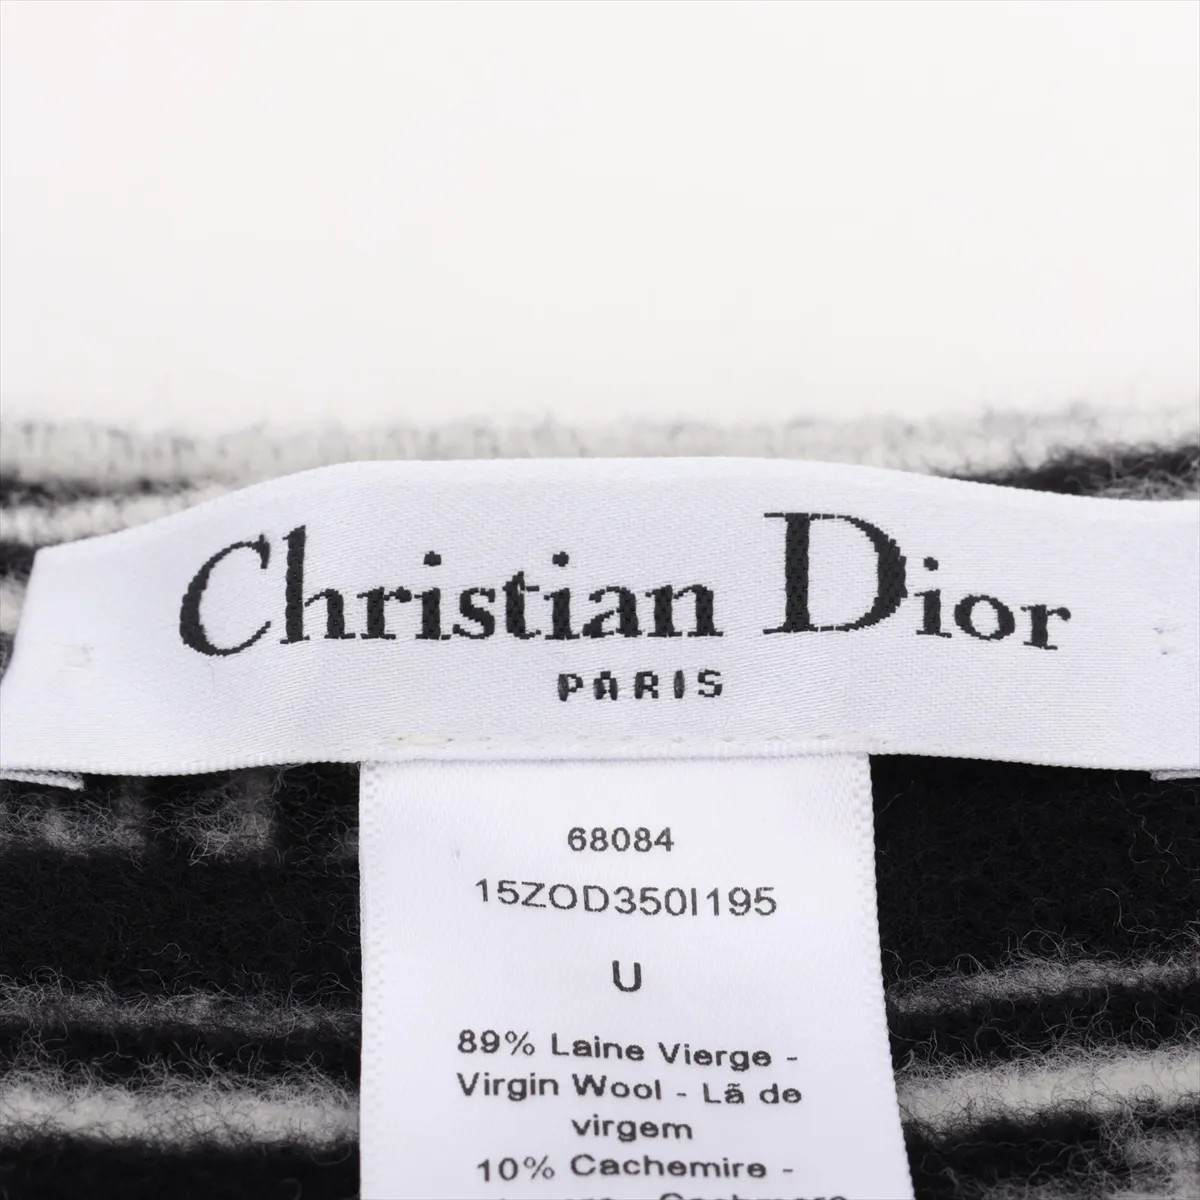 Christian Dior
PARIS
68084
15ZOD350I195
U
89% Laine Vierge -
Virgin Wool - Lã de
virgem
10% Cachemire -